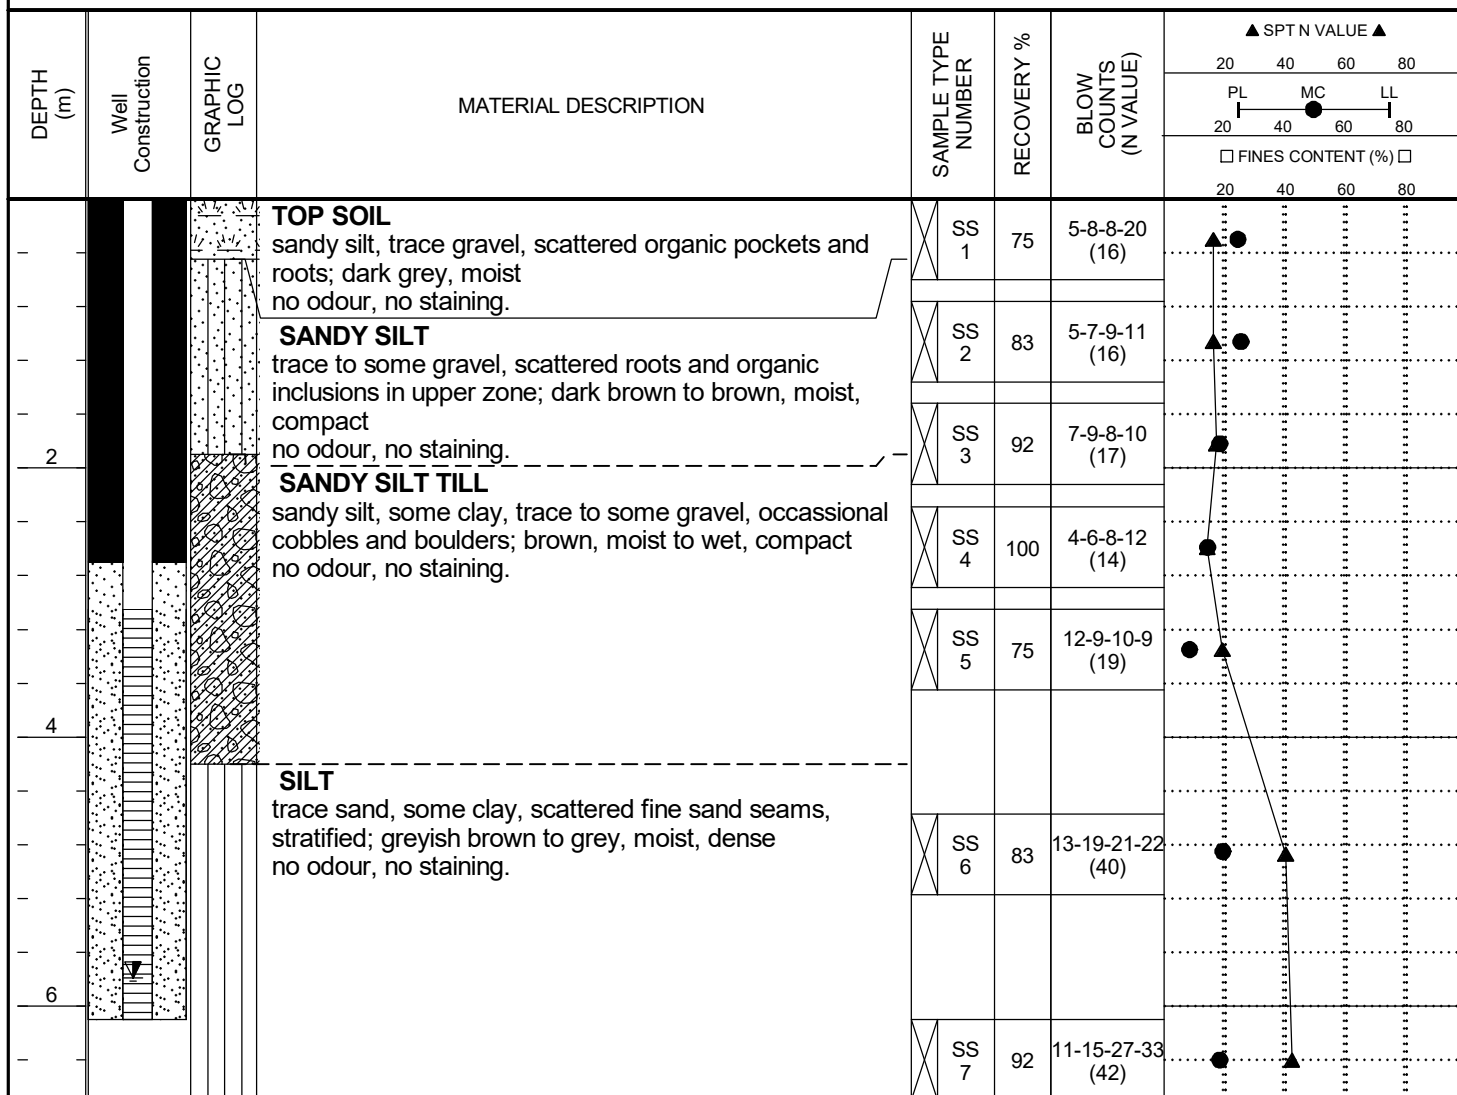 DEPTH
(m)
Well
Construction
GRAPHIC
LOG
MATERIAL DESCRIPTION
SAMPLE TYPE
NUMBER
RECOVERY %
BLOW
COUNTS
(N VALUE)
▲ SPT N VALUE ▲
20 40 60 80
PL MC LL
20 40 60 80
□ FINES CONTENT (%) □
20 40 60 80
TOP SOIL
sandy silt, trace gravel, scattered organic pockets and
roots; dark grey, moist
no odour, no staining.
SS
1
75
5-8-8-20
(16)
SANDY SILT
trace to some gravel, scattered roots and organic
inclusions in upper zone; dark brown to brown, moist,
compact
no odour, no staining.
SS
2
83
5-7-9-11
(16)
SS
3
92
7-9-8-10
(17)
2
SANDY SILT TILL
sandy silt, some clay, trace to some gravel, occassional
cobbles and boulders; brown, moist to wet, compact
no odour, no staining.
SS
4
100
4-6-8-12
(14)
SS
5
75
12-9-10-9
(19)
4
SILT
trace sand, some clay, scattered fine sand seams,
stratified; greyish brown to grey, moist, dense
no odour, no staining.
SS
6
83
13-19-21-22
(40)
6
SS
7
92
11-15-27-33
(42)